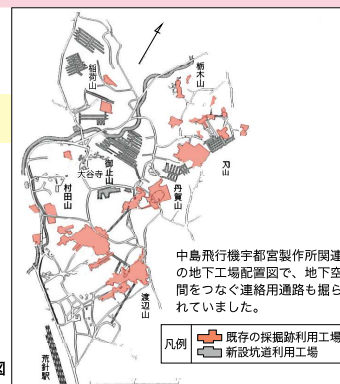 稲荷山
栃木山
刀山
御止山
大谷寺
丹賀山
村田山
渡辺山
荒針駅
中島飛行機宇都宮製作所関連
の地下工場配置図で、地下空
間をつなぐ連絡用通路も掘ら
れていました。
凡例
既存の採掘跡利用工場
新設坑道利用工場
図